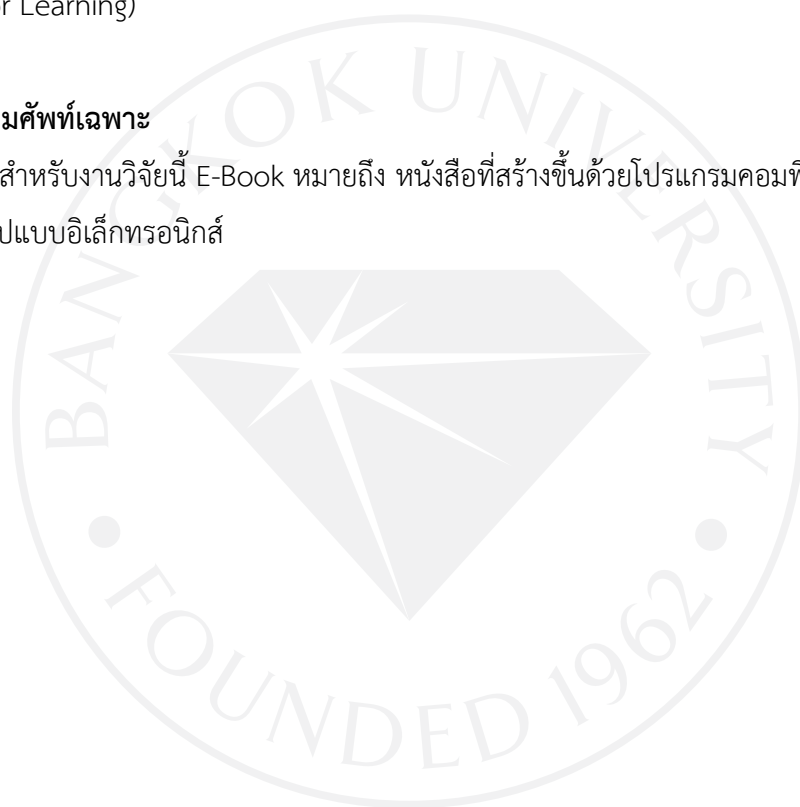 or Learning)
มศัพท์เฉพาะ
สำหรับงานวิจัยนี้ E-Book หมายถึง หนังสือที่สร้างขึ้นด้วยโปรแกรมคอมพิ
ปแบบอิเล็กทรอนิกส์
BANGKOK UNIVERSITY
• FOUNDED 1962 •